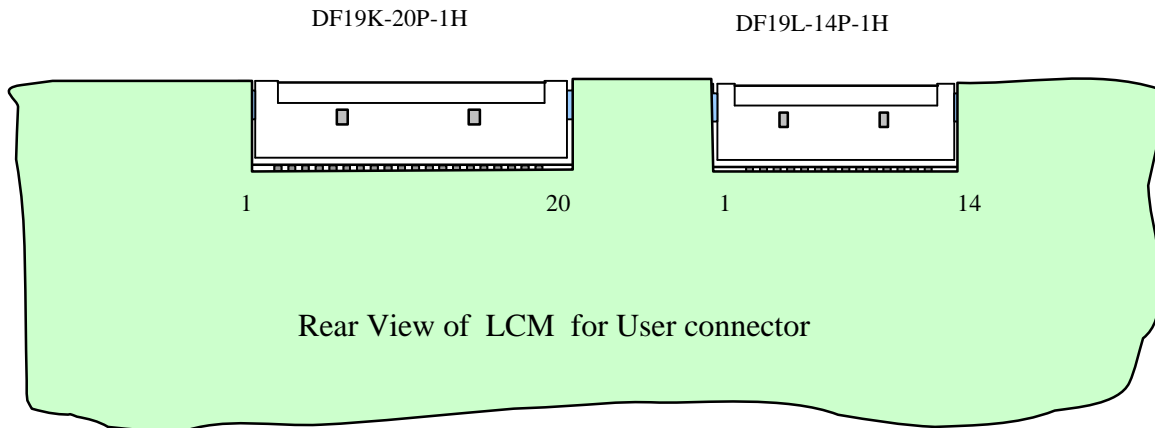 DF19K-20P-1H
DF19L-14P-1H
1
20
1
14
Rear View of LCM for User connector